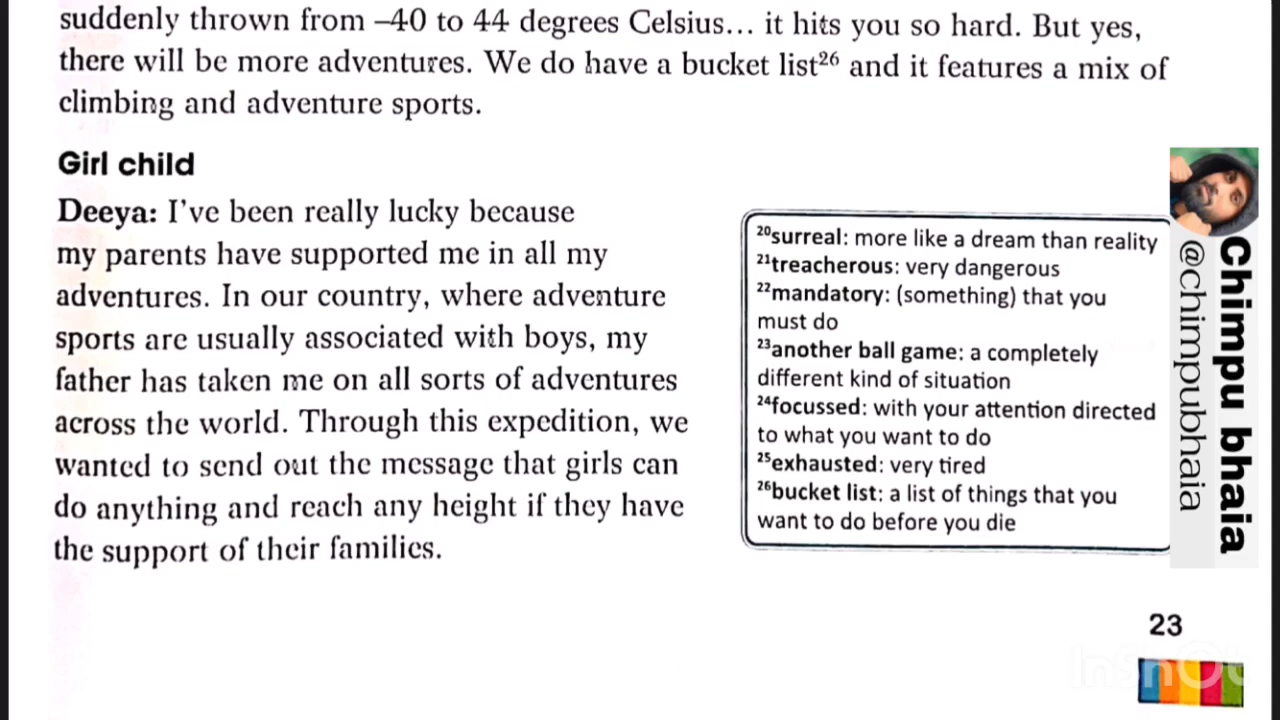 suddenly thrown from –40 to 44 degrees Celsius... it hits you so hard. But yes,
there will be more adventures. We do have a bucket list²⁶ and it features a mix of
climbing and adventure sports.
Girl child
Deeya: I've been really lucky because
my parents have supported me in all my
adventures. In our country, where adventure
sports are usually associated with boys, my
father has taken me on all sorts of adventures
across the world. Through this expedition, we
wanted to send out the message that girls can
do anything and reach any height if they have
the support of their families.
²⁰surreal: more like a dream than reality
²¹treacherous: very dangerous
²²mandatory: (something) that you
must do
²³another ball game: a completely
different kind of situation
²⁴focussed: with your attention directed
to what you want to do
²⁵exhausted: very tired
²⁶bucket list: a list of things that you
want to do before you die
Chimpu bhaia
@chimpubhaia
23
InShOt